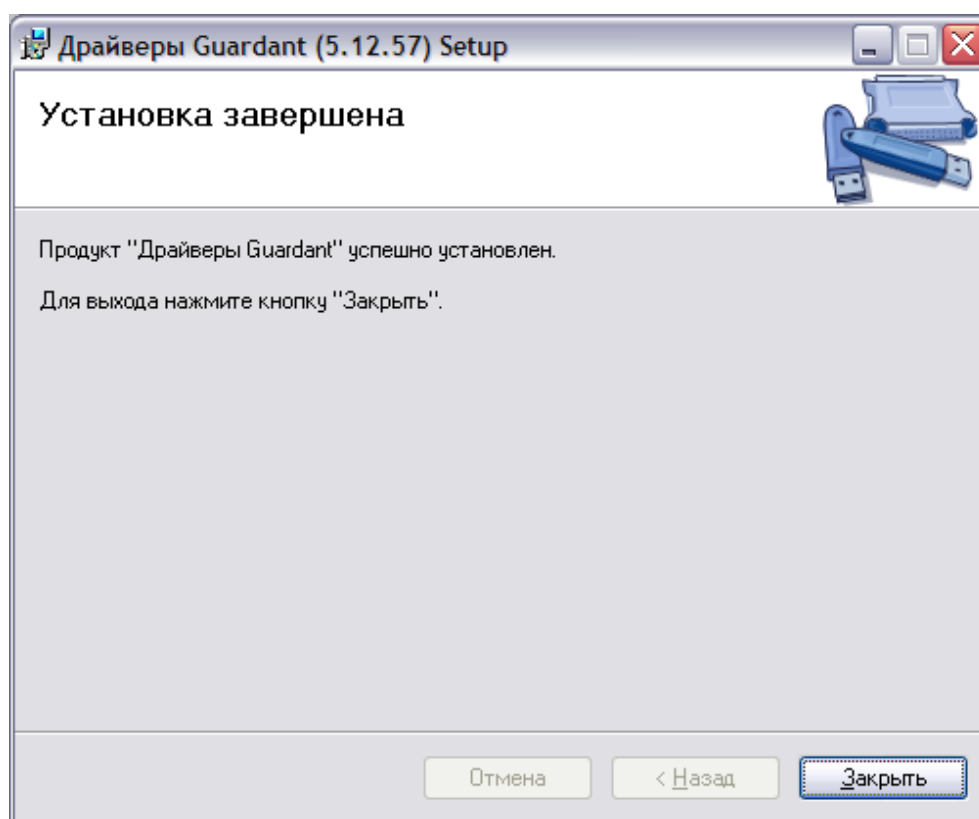 Драйверы Guardant (5.12.57) Setup
Установка завершена
Продукт "Драйверы Guardant" успешно установлен.
Для выхода нажмите кнопку "Закрыть".
Отмена < Назад Закрыть